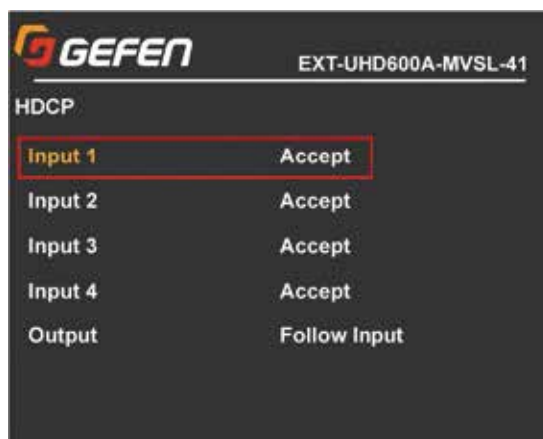 GEFEN
EXT-UHD600A-MVSL-41
HDCP
Input 1 Accept
Input 2 Accept
Input 3 Accept
Input 4 Accept
Output Follow Input